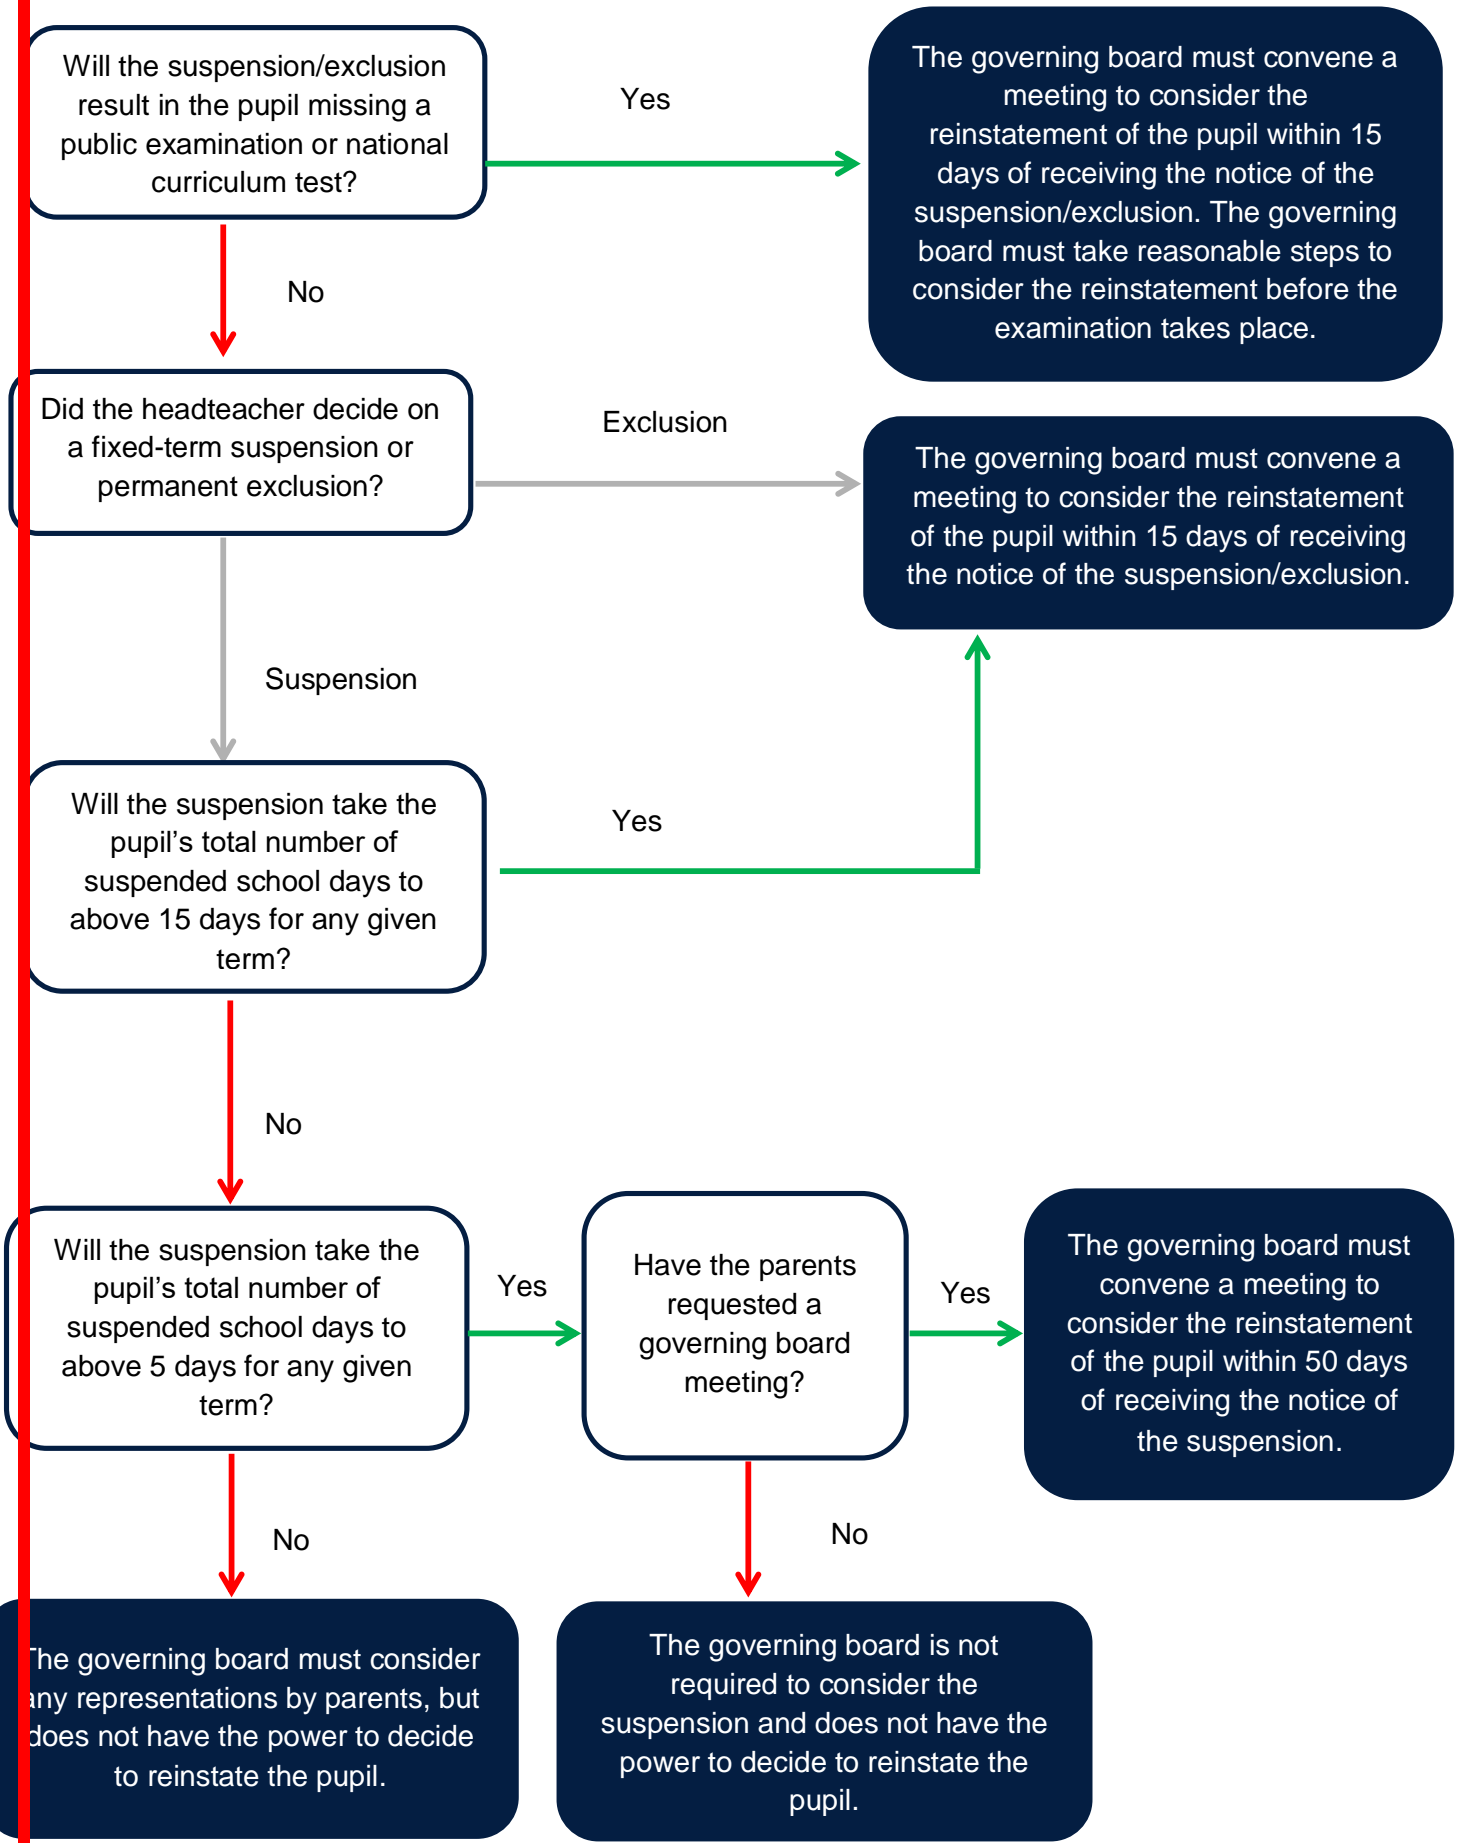 Will the suspension/exclusion
result in the pupil missing a
public examination or national
curriculum test?
Yes
The governing board must convene a
meeting to consider the
reinstatement of the pupil within 15
days of receiving the notice of the
suspension/exclusion. The governing
board must take reasonable steps to
consider the reinstatement before the
examination takes place.
No
Did the headteacher decide on
a fixed-term suspension or
permanent exclusion?
Exclusion
The governing board must convene a
meeting to consider the reinstatement
of the pupil within 15 days of receiving
the notice of the suspension/exclusion.
Suspension
Will the suspension take the
pupil’s total number of
suspended school days to
above 15 days for any given
term?
Yes
No
Will the suspension take the
pupil’s total number of
suspended school days to
above 5 days for any given
term?
Yes
Have the parents
requested a
governing board
meeting?
Yes
The governing board must
convene a meeting to
consider the reinstatement
of the pupil within 50 days
of receiving the notice of
the suspension.
No
No
The governing board must consider
any representations by parents, but
does not have the power to decide
to reinstate the pupil.
The governing board is not
required to consider the
suspension and does not have the
power to decide to reinstate the
pupil.